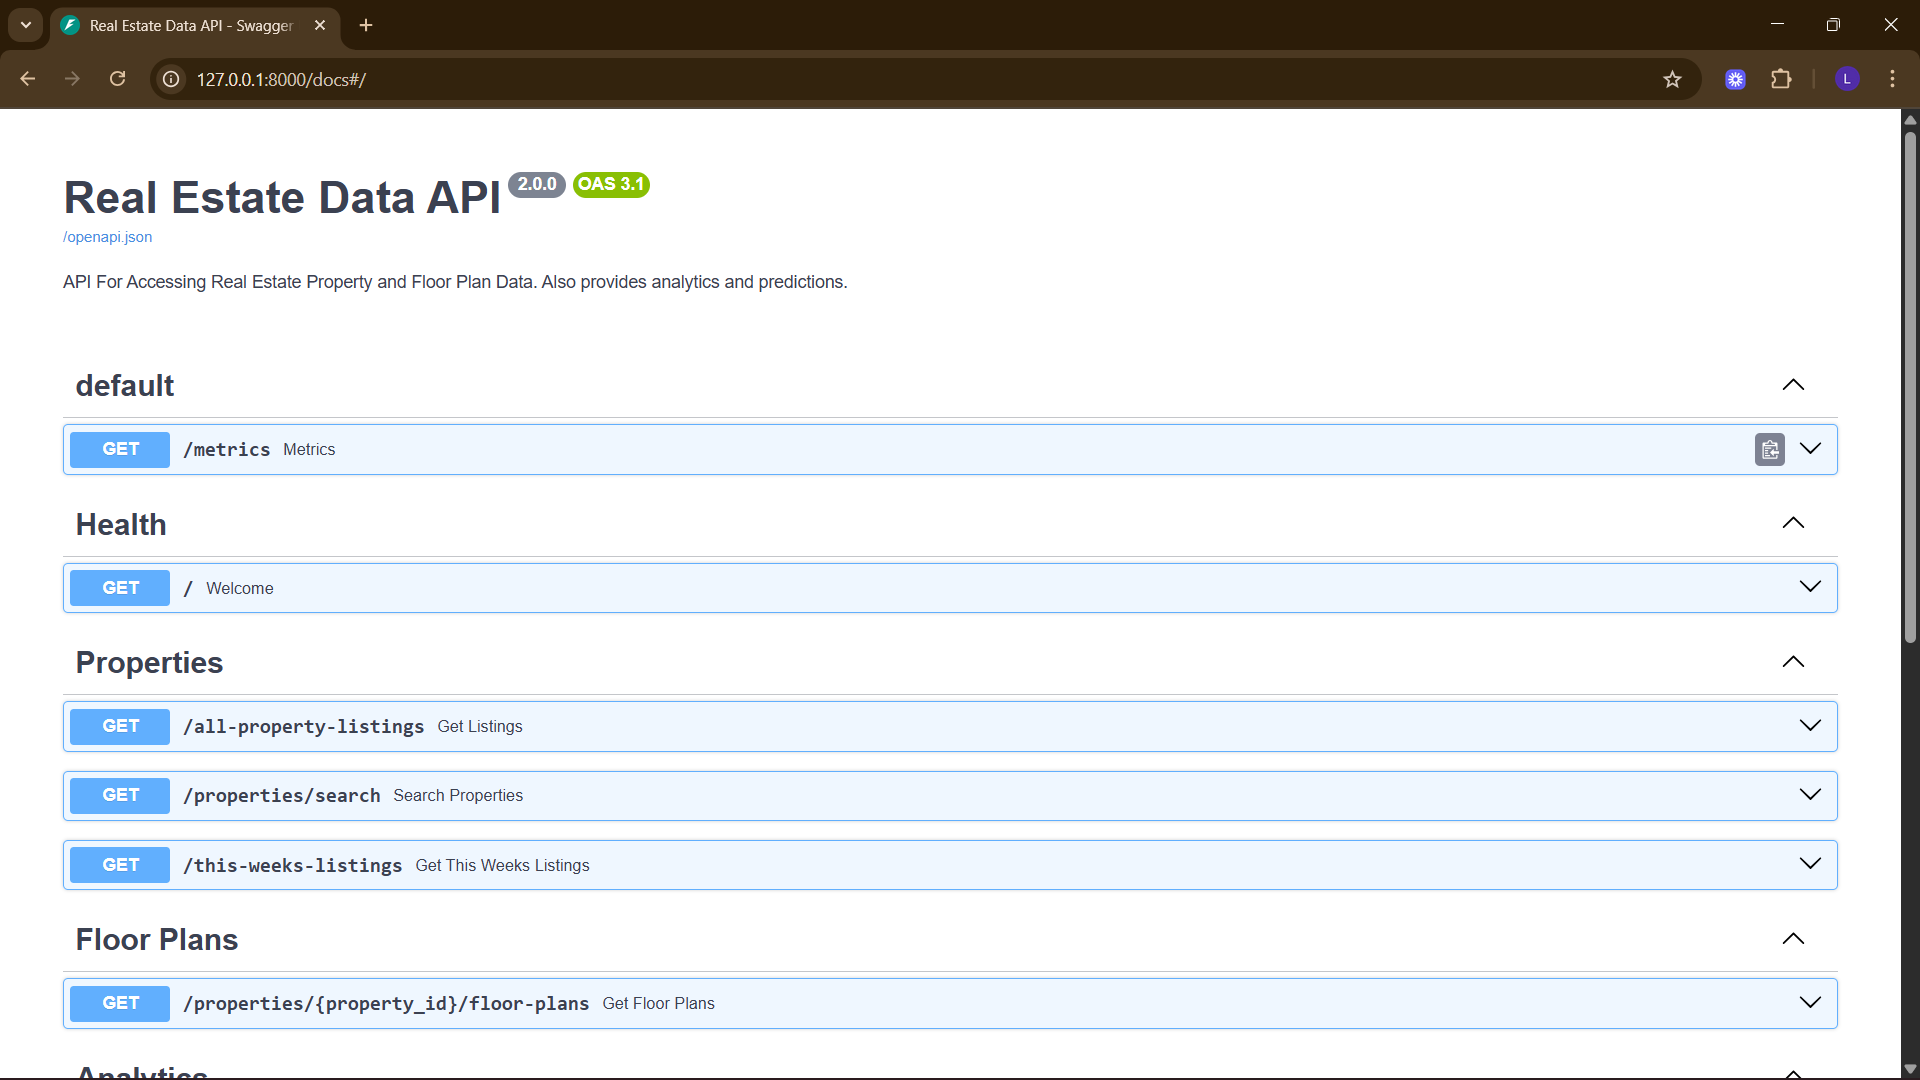 Real Estate Data API - Swagger
127.0.0.1:8000/docs#/
L
Real Estate Data API 2.0.0 OAS 3.1
/openapi.json
API For Accessing Real Estate Property and Floor Plan Data. Also provides analytics and predictions.
default
GET /metrics Metrics
Health
GET / Welcome
Properties
GET /all-property-listings Get Listings
GET /properties/search Search Properties
GET /this-weeks-listings Get This Weeks Listings
Floor Plans
GET /properties/{property_id}/floor-plans Get Floor Plans
Analytics